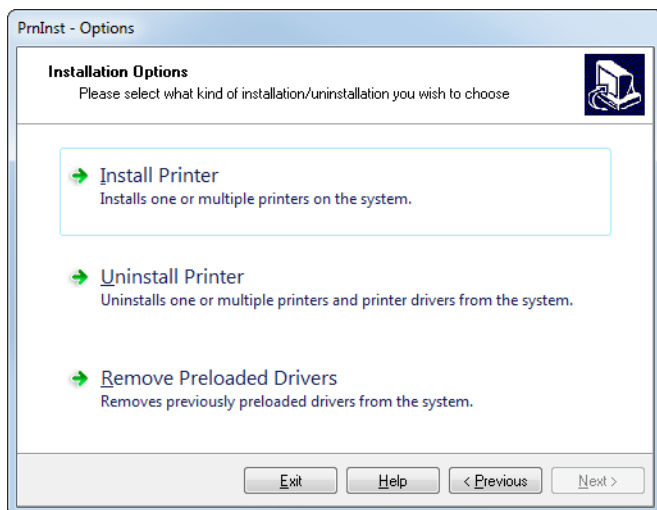 PrnInst - Options
Installation Options
Please select what kind of installation/uninstallation you wish to choose
Install Printer
Installs one or multiple printers on the system.
Uninstall Printer
Uninstalls one or multiple printers and printer drivers from the system.
Remove Preloaded Drivers
Removes previously preloaded drivers from the system.
Exit Help < Previous Next >